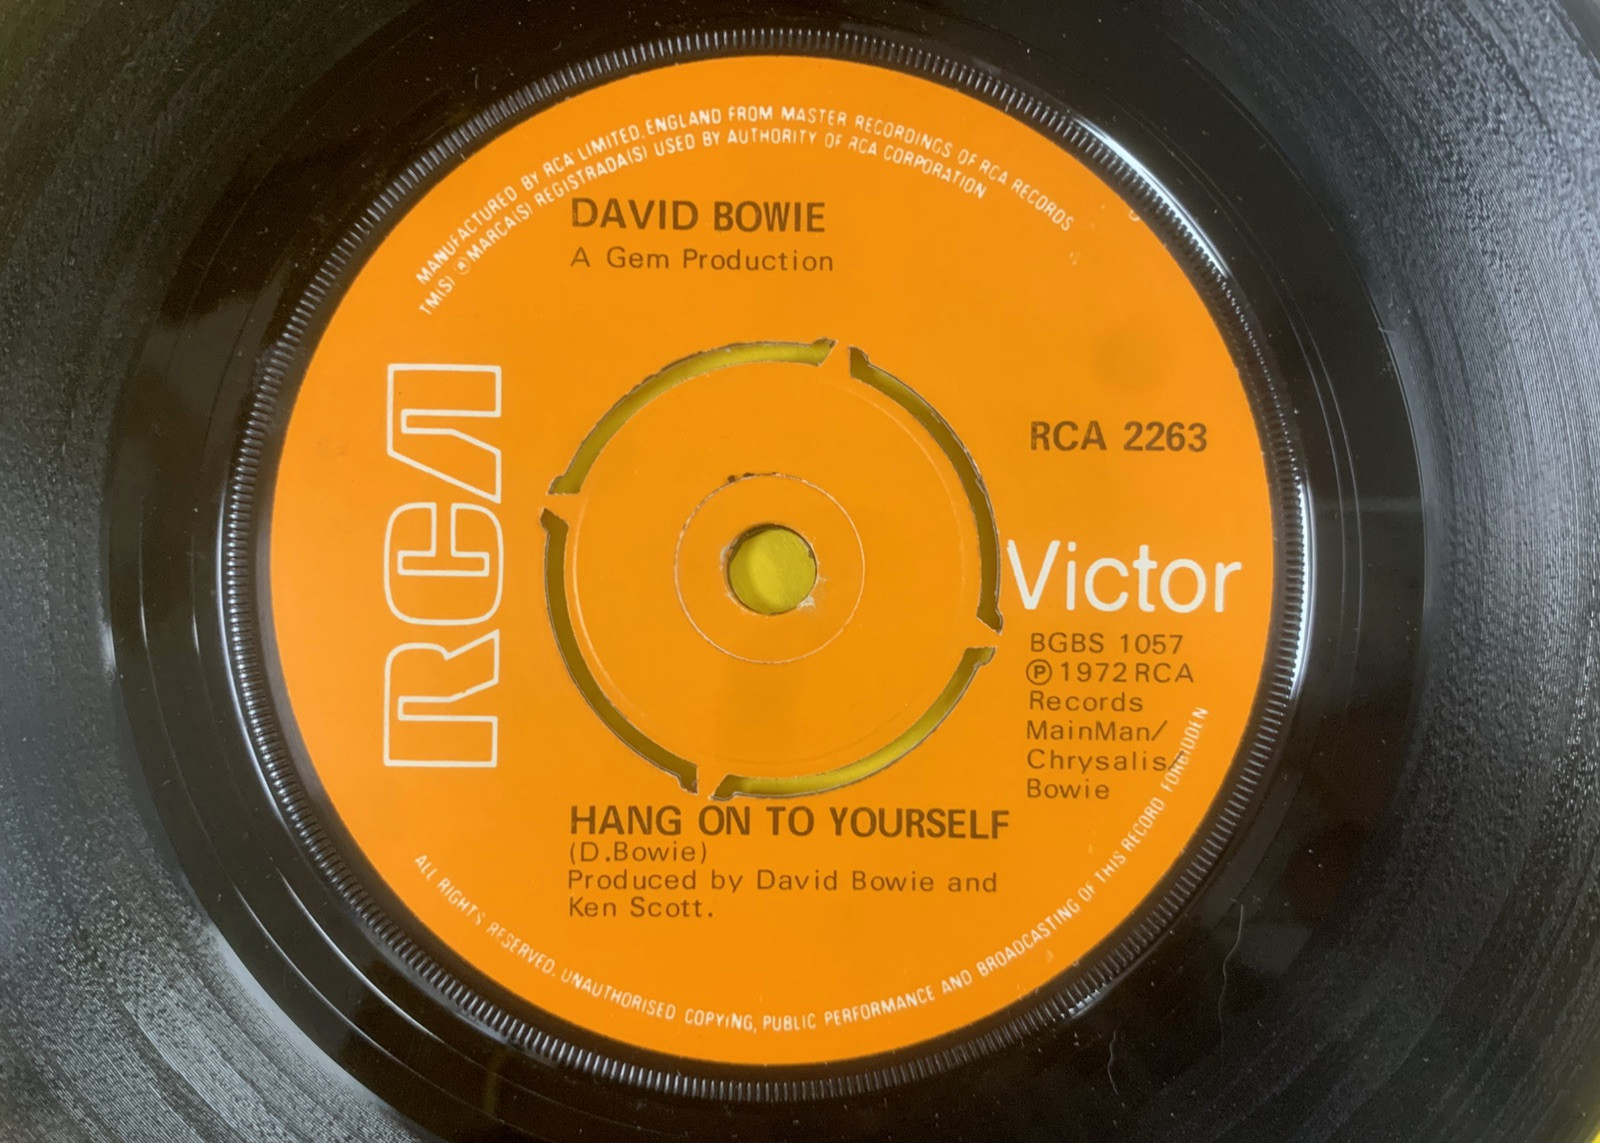 MANUFACTURED BY RCA LIMITED, ENGLAND FROM MASTER RECORDINGS OF RCA RECORDS
TM(S) ® MARCA(S) REGISTRADA(S) USED BY AUTHORITY OF RCA CORPORATION
DAVID BOWIE
A Gem Production
RCA
RCA 2263
Victor
BGBS 1057
Ⓟ 1972 RCA
Records
MainMan/
Chrysalis/
Bowie
HANG ON TO YOURSELF
(D.Bowie)
Produced by David Bowie and
Ken Scott.
ALL RIGHTS RESERVED. UNAUTHORISED COPYING, PUBLIC PERFORMANCE AND BROADCASTING OF THIS RECORD FORBIDDEN